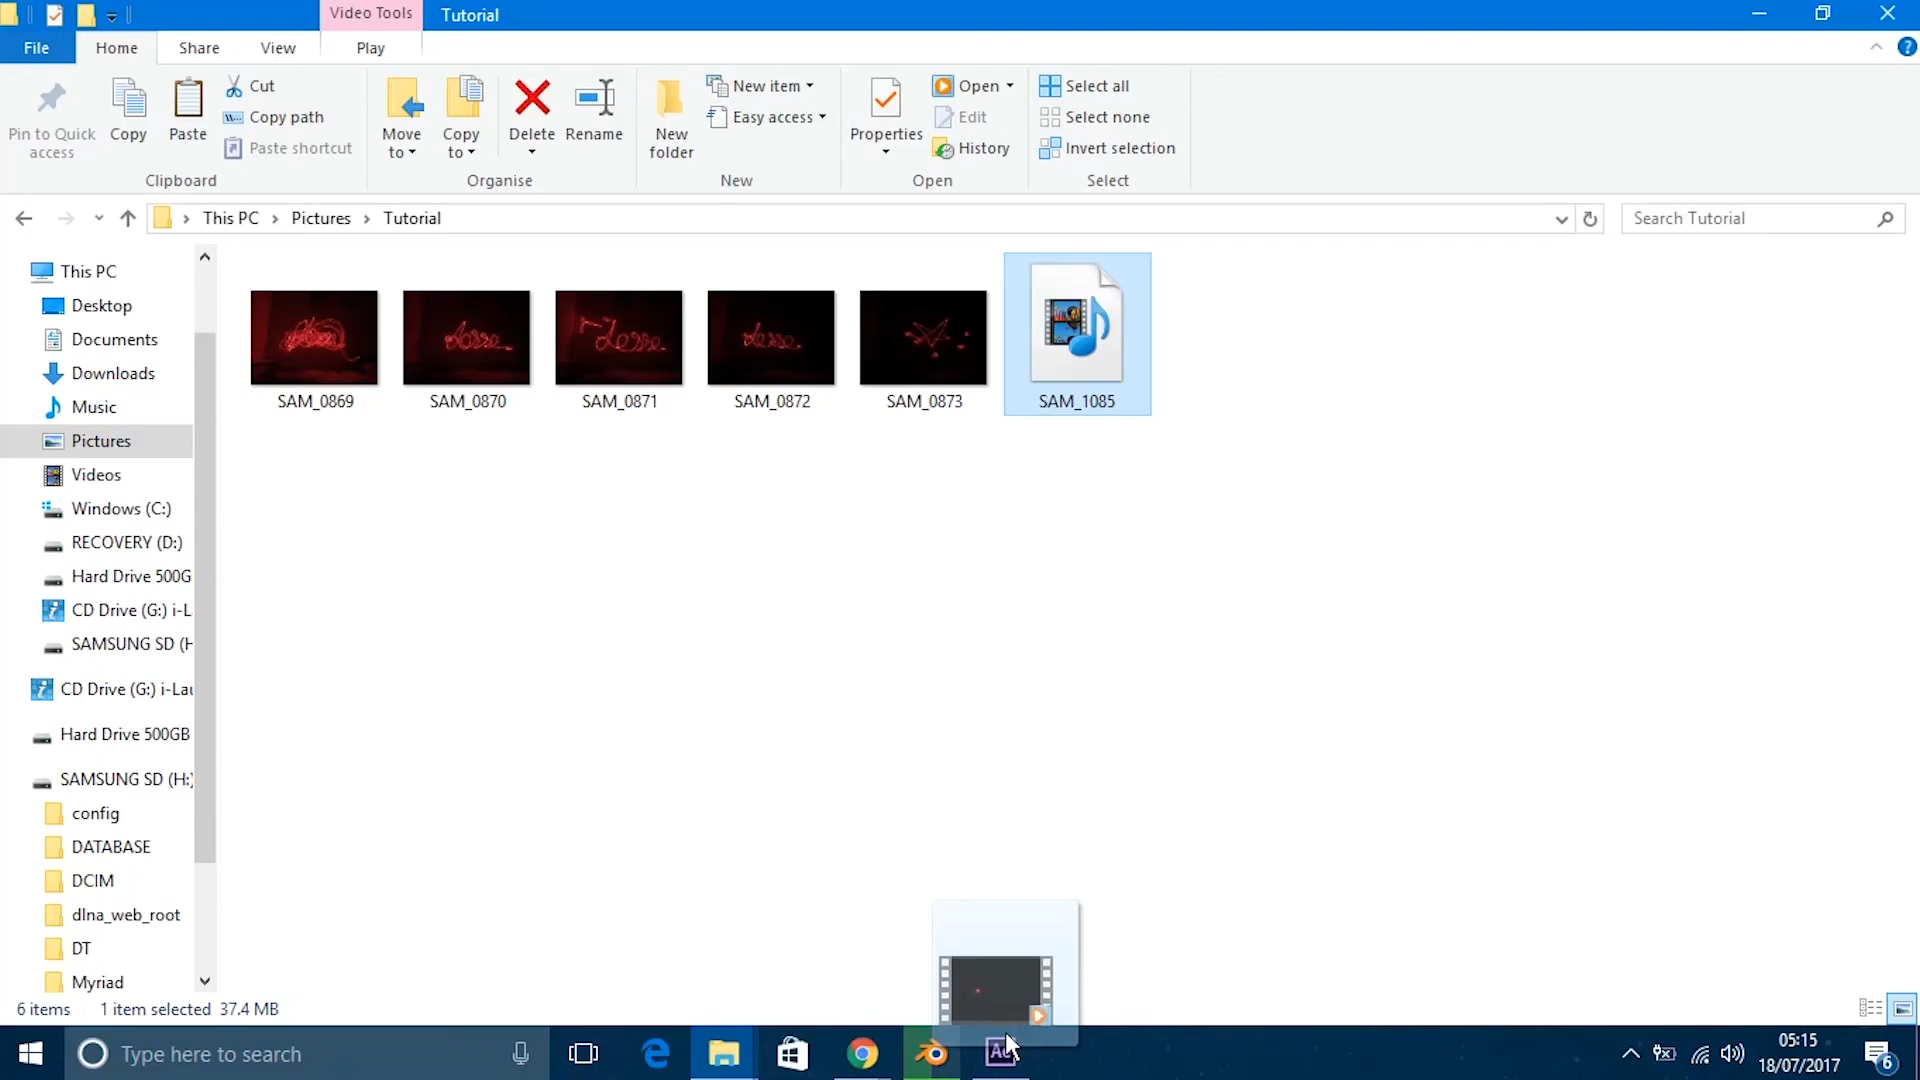 Video Tools
Tutorial
File
Home
Share
View
Play
Pin to Quick access
Copy
Paste
Cut
Copy path
Paste shortcut
Clipboard
Move to
Copy to
Delete
Rename
Organise
New folder
New item
Easy access
New
Properties
Open
Edit
History
Open
Select all
Select none
Invert selection
Select
This PC
Pictures
Tutorial
Search Tutorial
This PC
Desktop
Documents
Downloads
Music
Pictures
Videos
Windows (C:)
RECOVERY (D:)
Hard Drive 500G
CD Drive (G:) i-L
SAMSUNG SD (H
CD Drive (G:) i-Lau
Hard Drive 500GB
SAMSUNG SD (H:)
config
DATABASE
DCIM
dlna_web_root
DT
Myriad
SAM_0869
SAM_0870
SAM_0871
SAM_0872
SAM_0873
SAM_1085
6 items
1 item selected 37.4 MB
Type here to search
05:15
18/07/2017
6